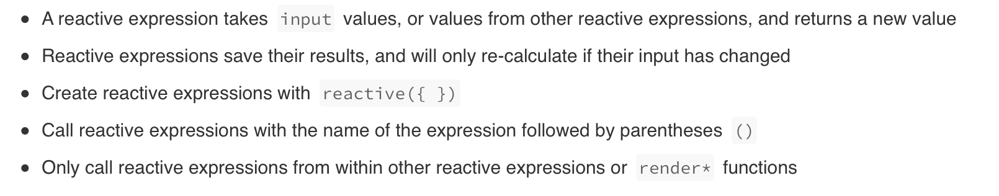 • A reactive expression takes input values, or values from other reactive expressions, and returns a new value
• Reactive expressions save their results, and will only re-calculate if their input has changed
• Create reactive expressions with reactive({ })
• Call reactive expressions with the name of the expression followed by parentheses ()
• Only call reactive expressions from within other reactive expressions or render* functions